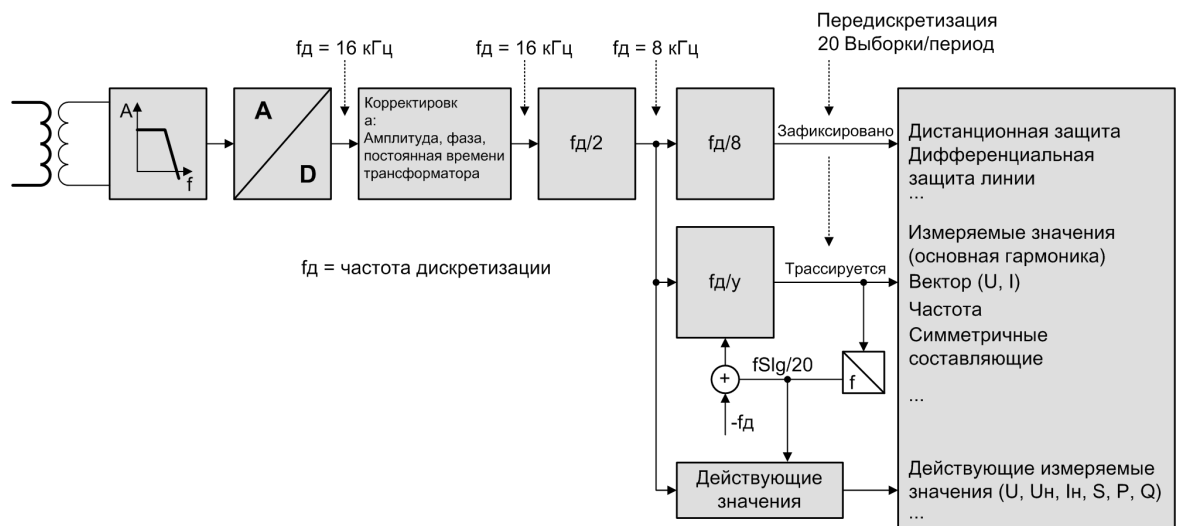 Передискретизация
20 Выборки/период
fд = 16 кГц
fд = 16 кГц
fд = 8 кГц
A
f
A
D
Корректировк
а:
Амплитуда, фаза,
постоянная времени
трансформатора
fд/2
fд/8
Зафиксировано
Дистанционная защита
Дифференциальная
защита линии
...
fд = частота дискретизации
fд/y
Трассируется
Измеряемые значения
(основная гармоника)
Вектор (U, I)
Частота
Симметричные
составляющие
...
+
fSIg/20
f
-fд
Действующие
значения
Действующие измеряемые
значения (U, Uн, Iн, S, P, Q)
...